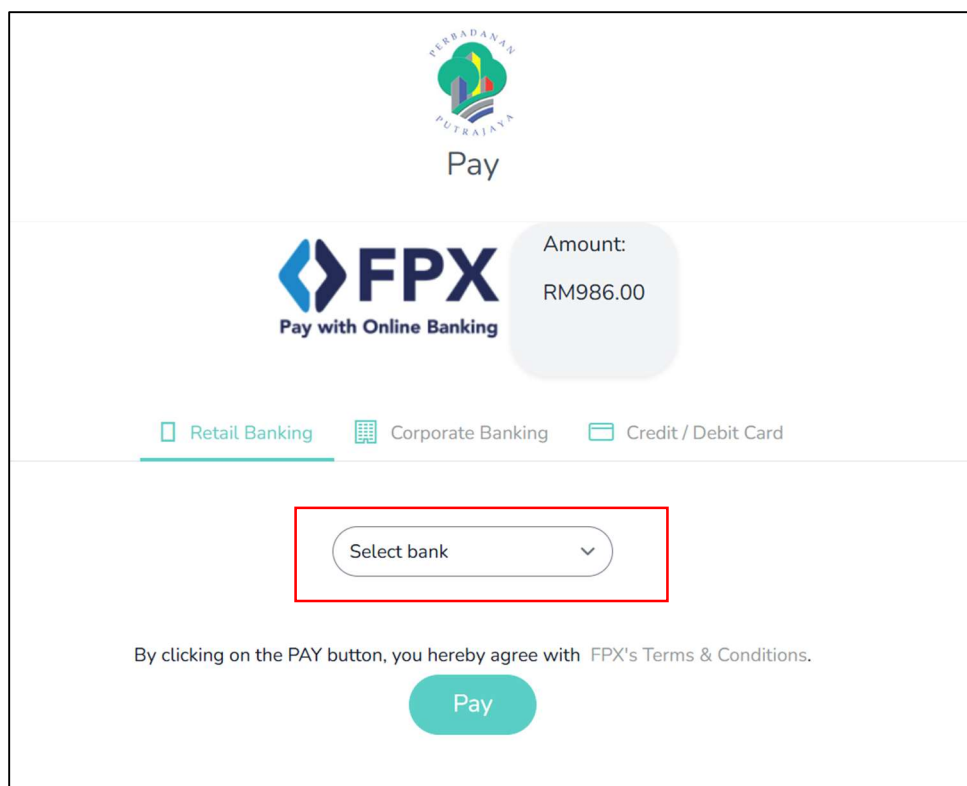 PERBADANAN
PUTRAJAYA
Pay
FPX
Pay with Online Banking
Amount:
RM986.00
Retail Banking
Corporate Banking
Credit / Debit Card
Select bank
By clicking on the PAY button, you hereby agree with FPX's Terms & Conditions.
Pay